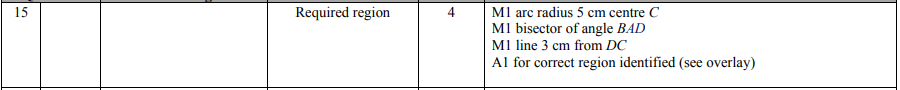 15 Required region 4 M1 arc radius 5 cm centre C
M1 bisector of angle BAD
M1 line 3 cm from DC
A1 for correct region identified (see overlay)